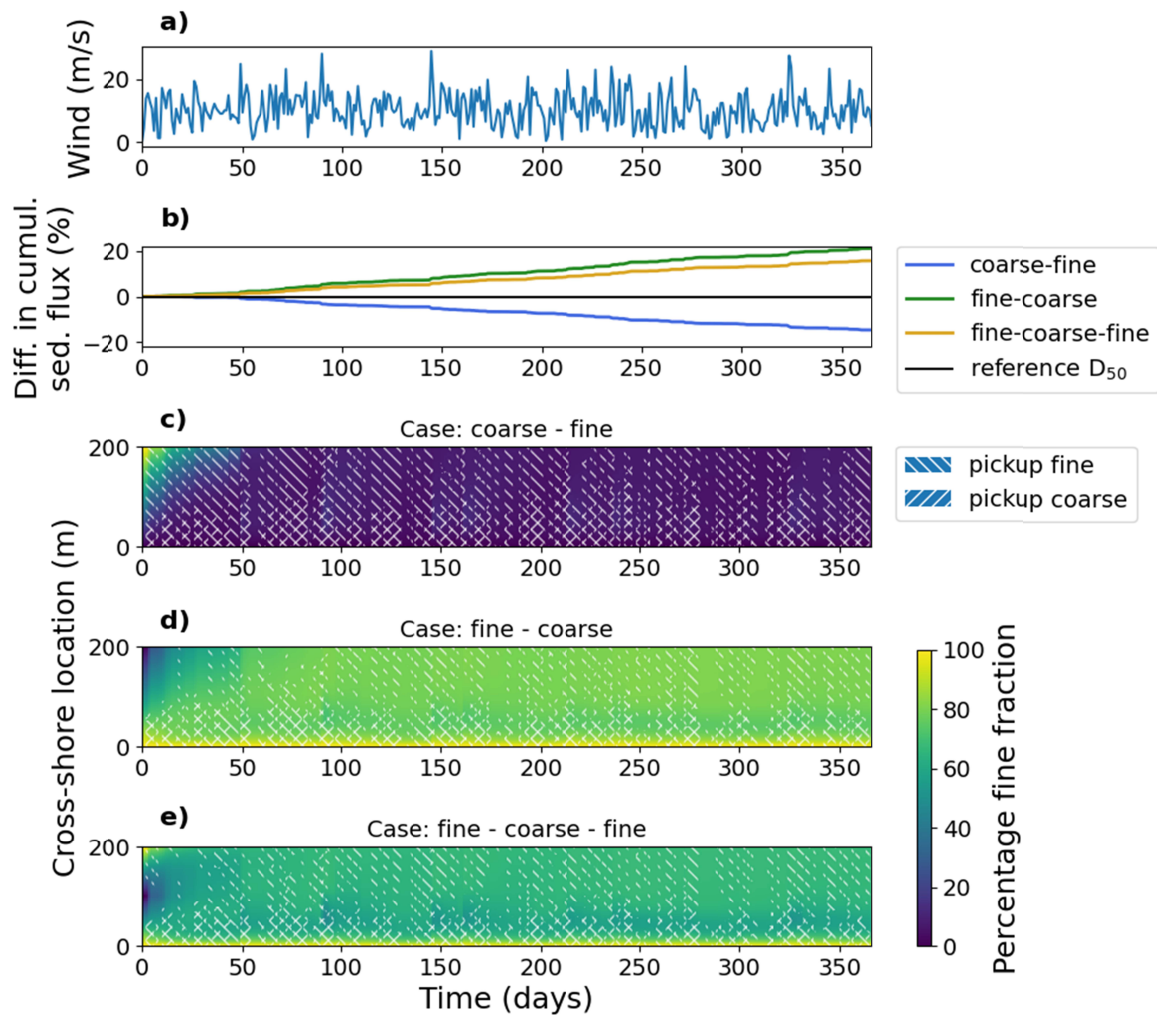 a)
Wind (m/s)
20
0
0 50 100 150 200 250 300 350
b)
Diff. in cumul.
sed. flux (%)
20
0
−20
0 50 100 150 200 250 300 350
coarse-fine
fine-coarse
fine-coarse-fine
reference D₅₀
c)
Case: coarse - fine
200
0
0 50 100 150 200 250 300 350
pickup fine
pickup coarse
Cross-shore location (m)
d)
Case: fine - coarse
200
0
0 50 100 150 200 250 300 350
e)
Case: fine - coarse - fine
200
0
0 50 100 150 200 250 300 350
Time (days)
100
80
60
40
20
0
Percentage fine fraction